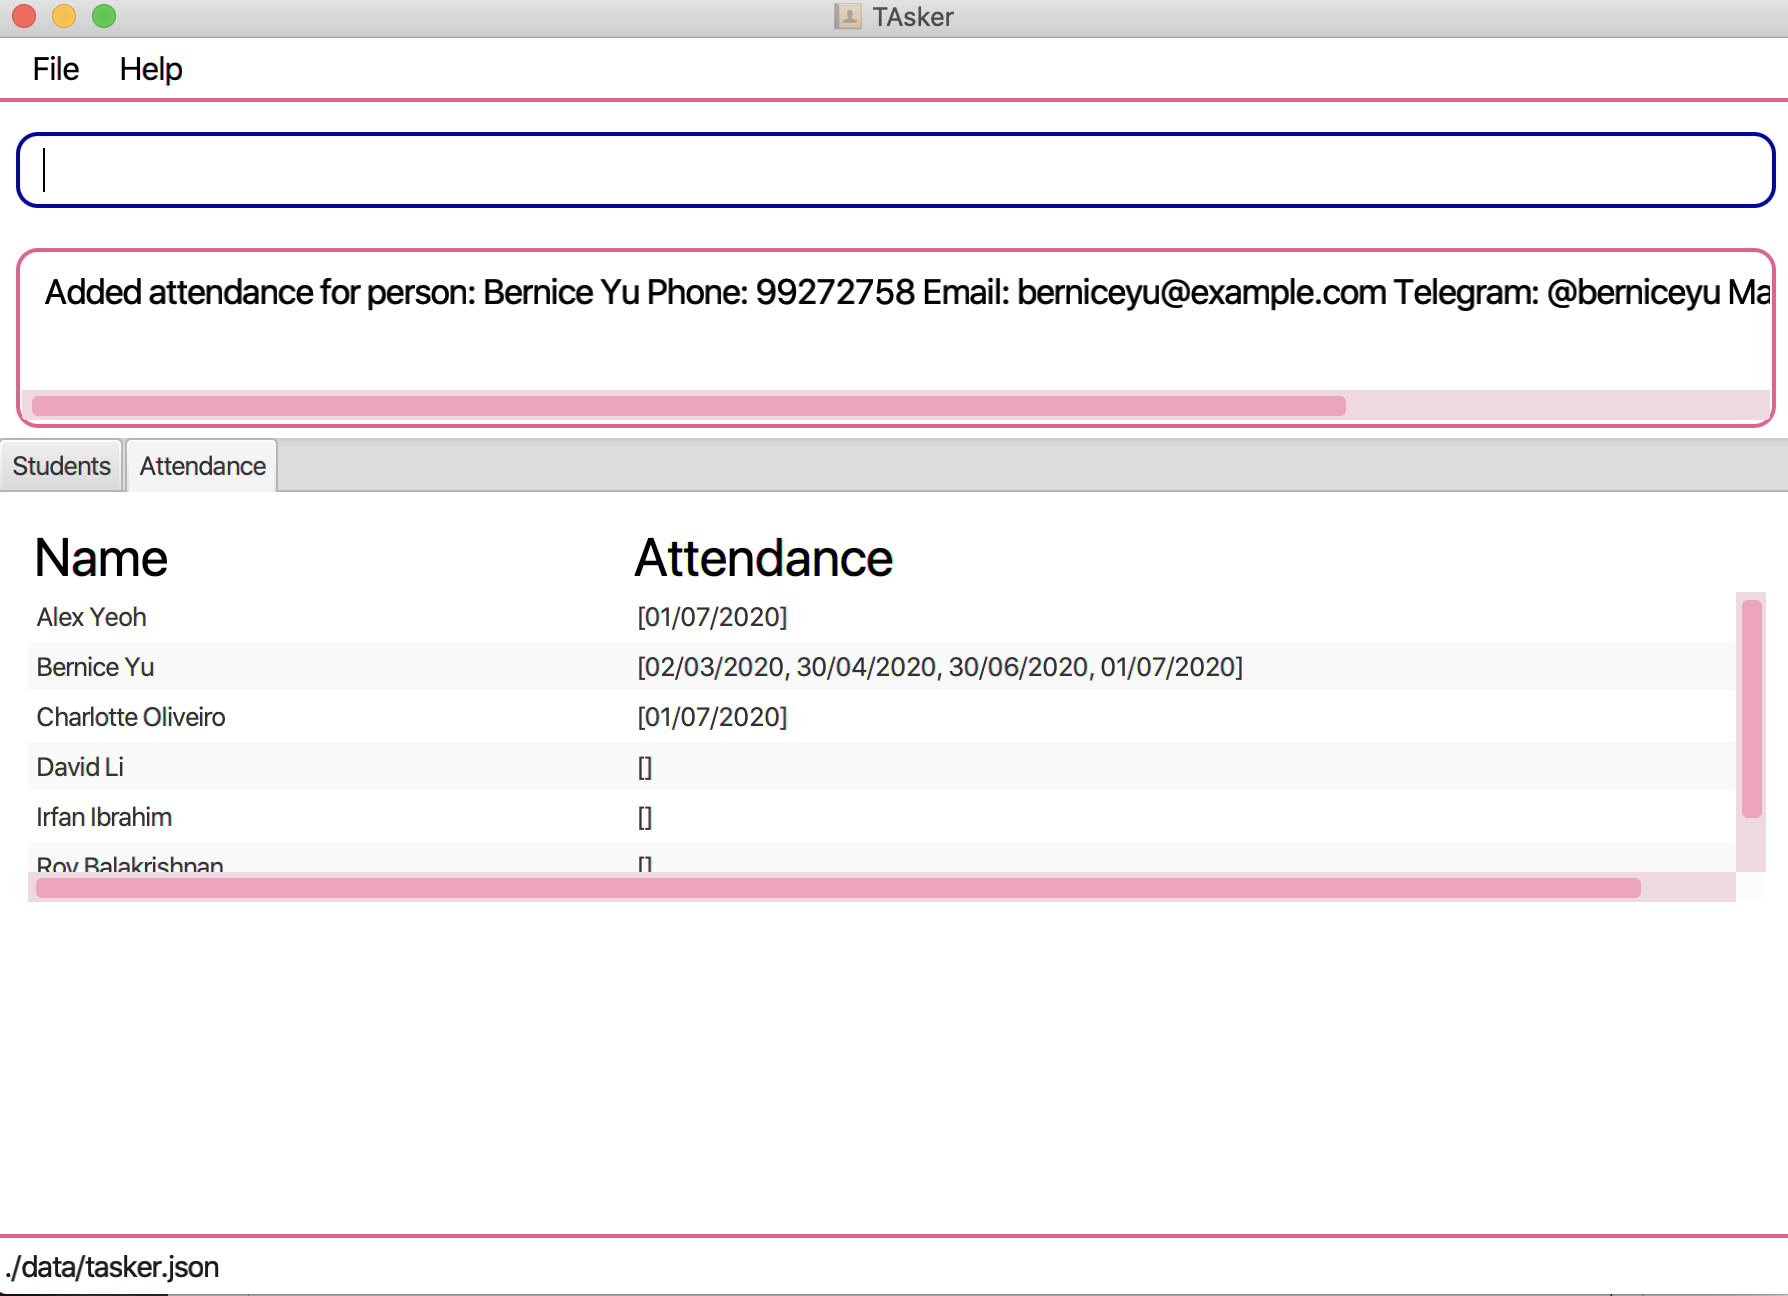 TAsker
File Help
Added attendance for person: Bernice Yu Phone: 99272758 Email: berniceyu@example.com Telegram: @berniceyu Ma
Students Attendance
Name Attendance
Alex Yeoh [01/07/2020]
Bernice Yu [02/03/2020, 30/04/2020, 30/06/2020, 01/07/2020]
Charlotte Oliveiro [01/07/2020]
David Li []
Irfan Ibrahim []
Roy Balakrishnan []
./data/tasker.json